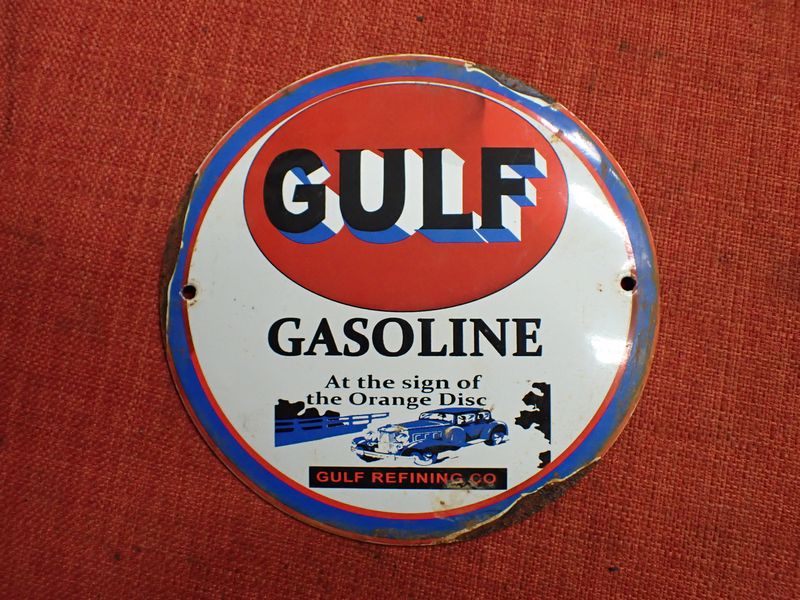 GULF
GASOLINE
At the sign of
the Orange Disc
GULF REFINING CO